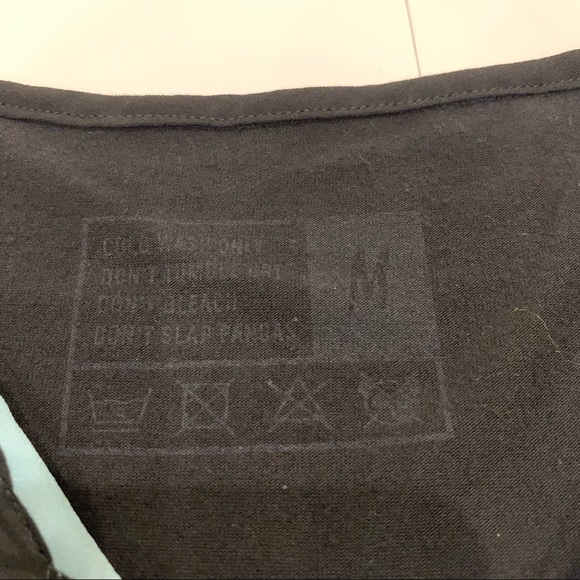 COLD WASH ONLY
DON'T TUMBLE DRY
DON'T BLEACH
DON'T SLAP PANDAS
M